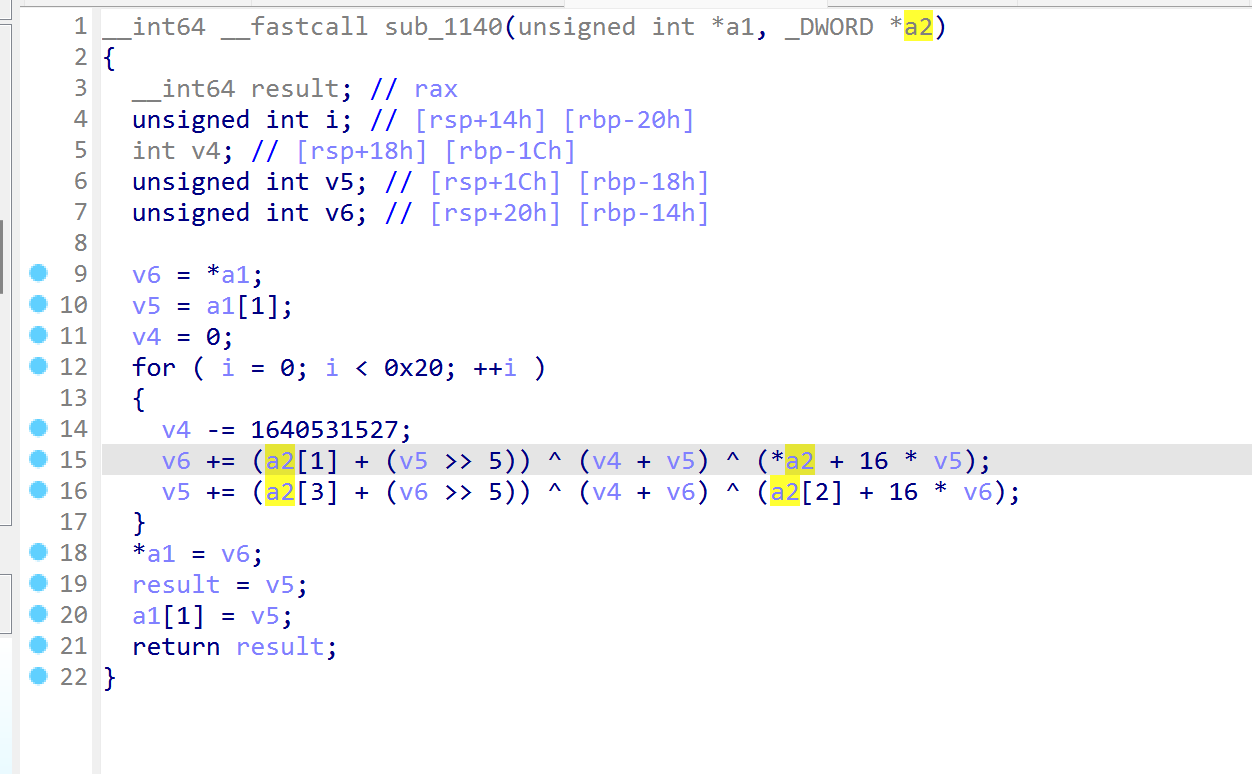 1 __int64 __fastcall sub_1140(unsigned int *a1, _DWORD *a2)
2 {
3 __int64 result; // rax
4 unsigned int i; // [rsp+14h] [rbp-20h]
5 int v4; // [rsp+18h] [rbp-1Ch]
6 unsigned int v5; // [rsp+1Ch] [rbp-18h]
7 unsigned int v6; // [rsp+20h] [rbp-14h]
8
9 v6 = *a1;
10 v5 = a1[1];
11 v4 = 0;
12 for ( i = 0; i < 0x20; ++i )
13 {
14 v4 -= 1640531527;
15 v6 += (a2[1] + (v5 >> 5)) ^ (v4 + v5) ^ (*a2 + 16 * v5);
16 v5 += (a2[3] + (v6 >> 5)) ^ (v4 + v6) ^ (a2[2] + 16 * v6);
17 }
18 *a1 = v6;
19 result = v5;
20 a1[1] = v5;
21 return result;
22 }